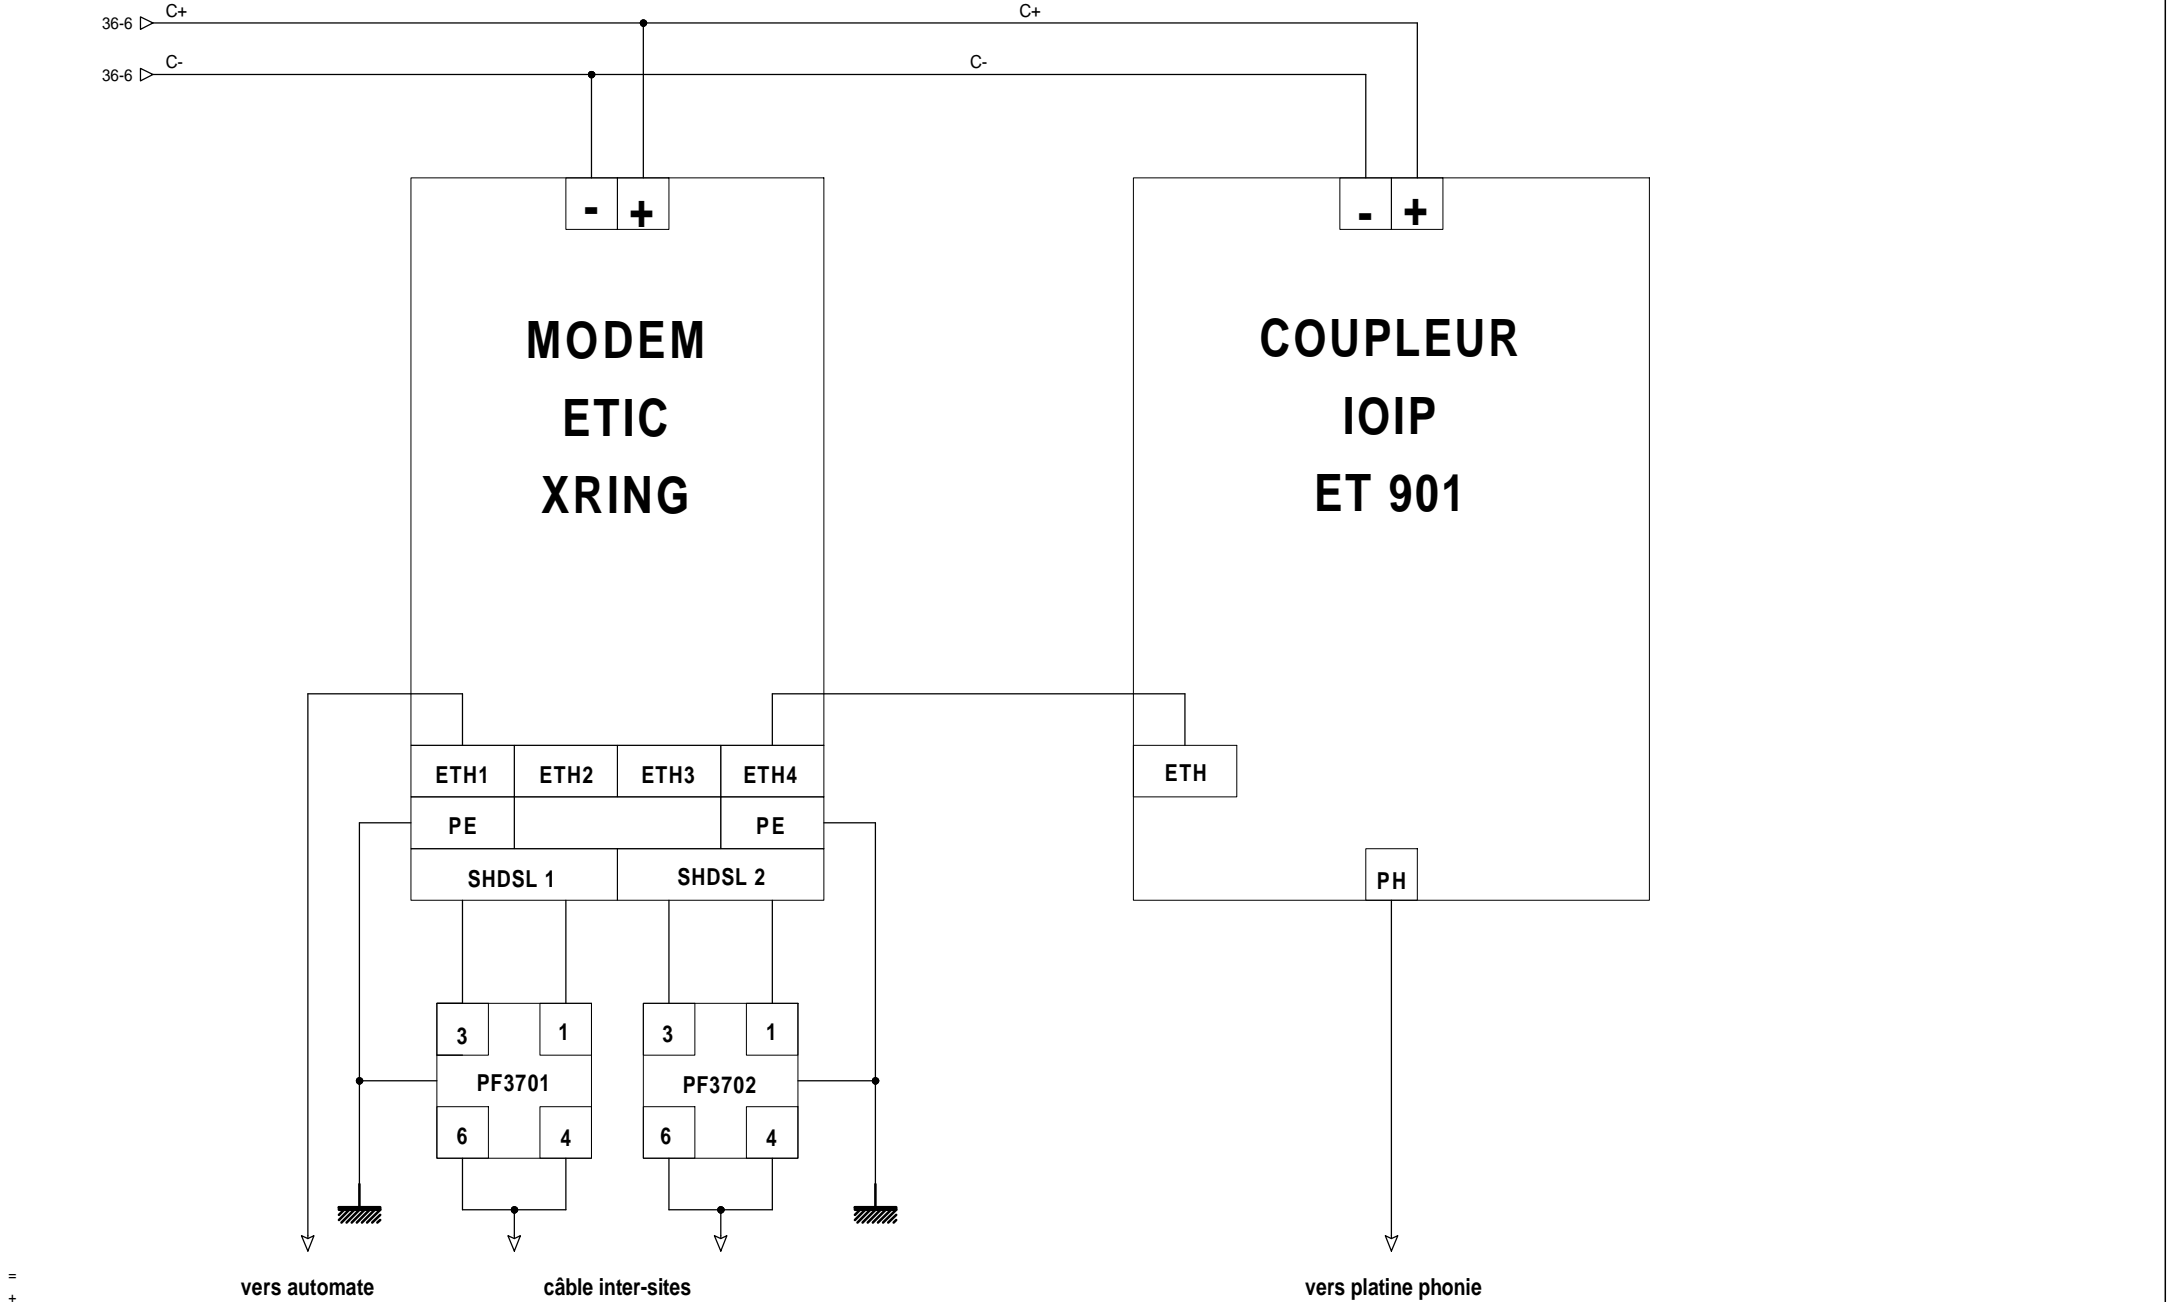 36-6 C+ C+
36-6 C- C-
- +
- +
MODEM
ETIC
XRING
COUPLEUR
IOIP
ET 901
ETH1 ETH2 ETH3 ETH4
ETH
PE PE
SHDSL 1 SHDSL 2
PH
3 1
3 1
PF3701
PF3702
6 4
6 4
=
+
vers automate
câble inter-sites
vers platine phonie